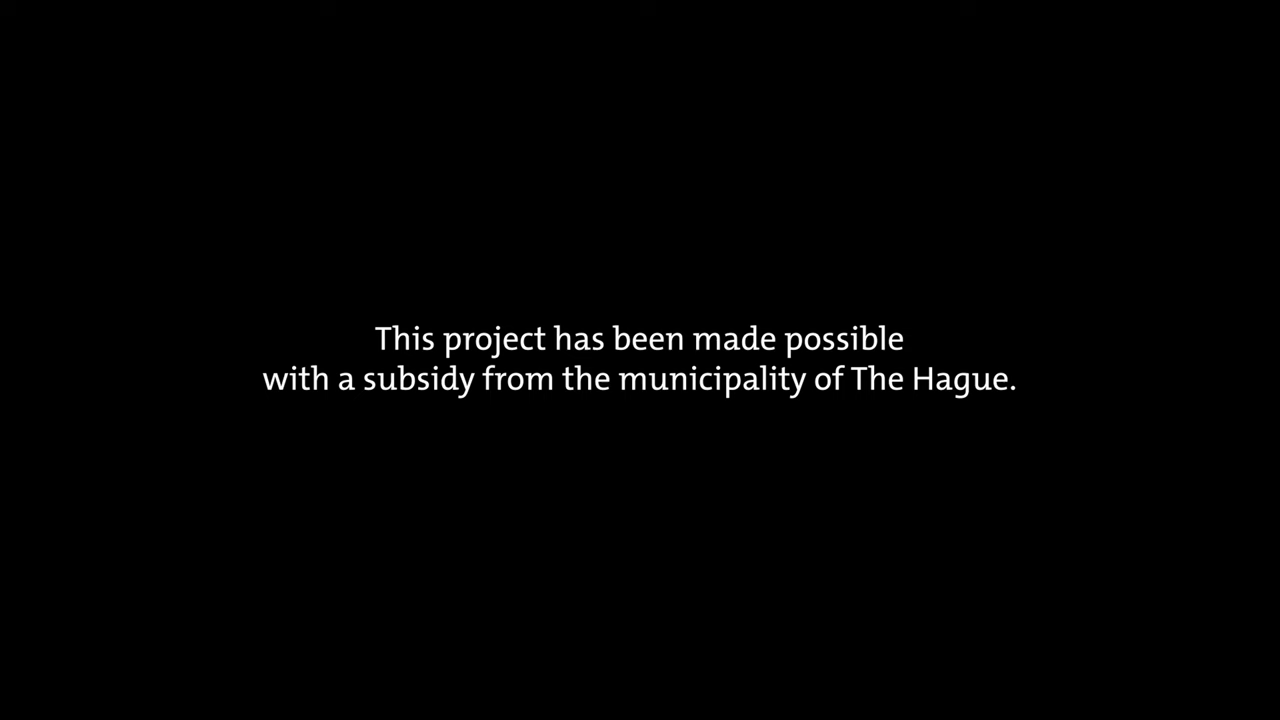 This project has been made possible
with a subsidy from the municipality of The Hague.